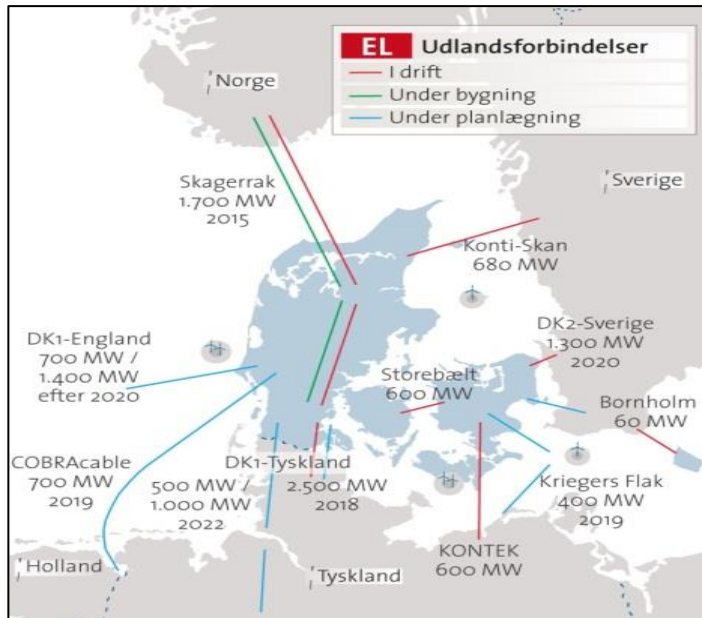 EL Udlandsforbindelser
I drift
Under bygning
Under planlægning
Norge
Sverige
Skagerrak
1.700 MW
2015
Konti-Skan
680 MW
DK1-England
700 MW /
1.400 MW
efter 2020
DK2-Sverige
1.300 MW
2020
Storebælt
600 MW
Bornholm
60 MW
COBRAcable
700 MW
2019
DK1-Tyskland
500 MW /
1.000 MW
2022
2.500 MW
2018
Kriegers Flak
400 MW
2019
KONTEK
600 MW
Holland
Tyskland